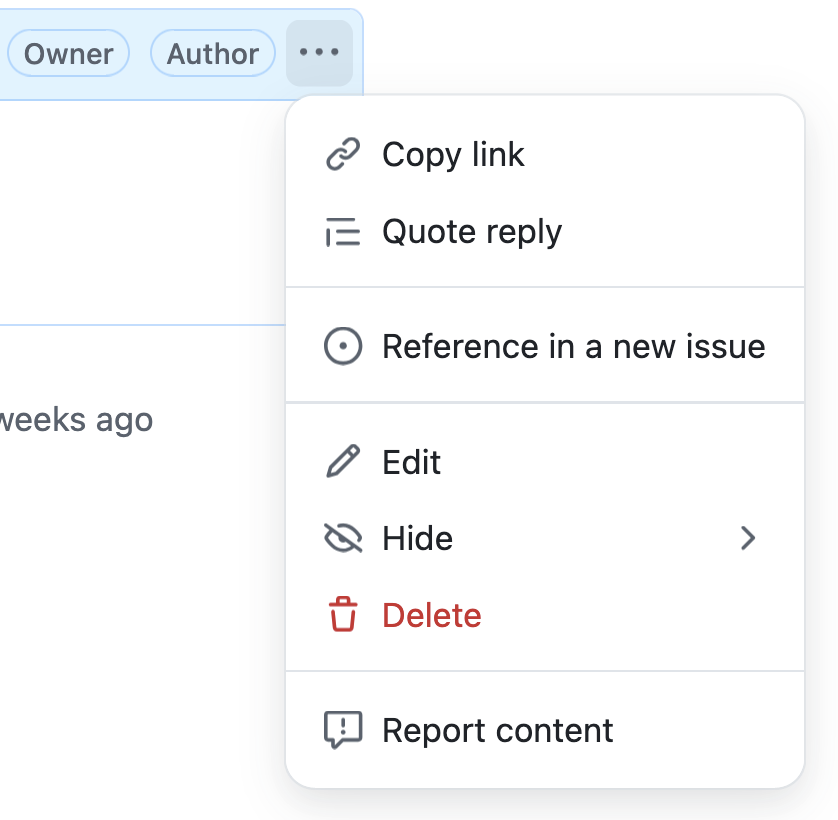 Owner Author
Copy link
Quote reply
Reference in a new issue
weeks ago
Edit
Hide
Delete
Report content